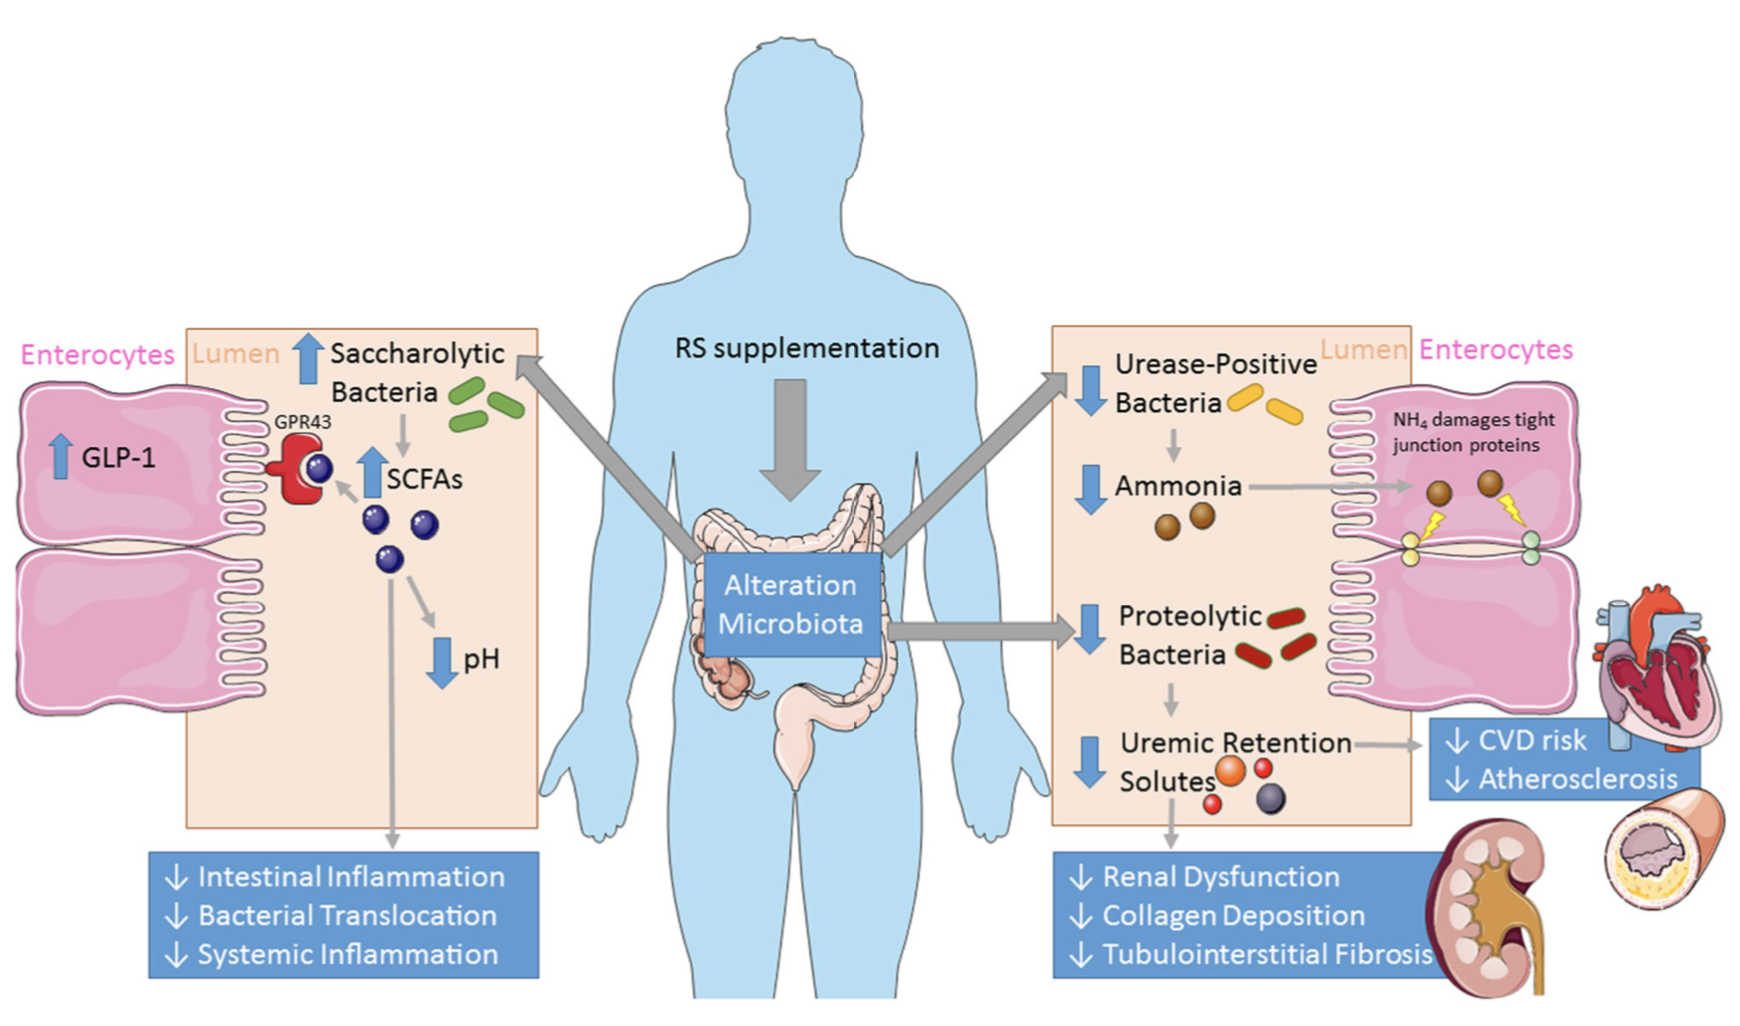 RS supplementation
Alteration
Microbiota
Enterocytes
Lumen
Saccharolytic
Bacteria
GPR43
GLP-1
SCFAs
pH
↓ Intestinal Inflammation
↓ Bacterial Translocation
↓ Systemic Inflammation
Lumen
Enterocytes
Urease-Positive
Bacteria
NH₄ damages tight
junction proteins
Ammonia
Proteolytic
Bacteria
Uremic Retention
Solutes
↓ CVD risk
↓ Atherosclerosis
↓ Renal Dysfunction
↓ Collagen Deposition
↓ Tubulointerstitial Fibrosis